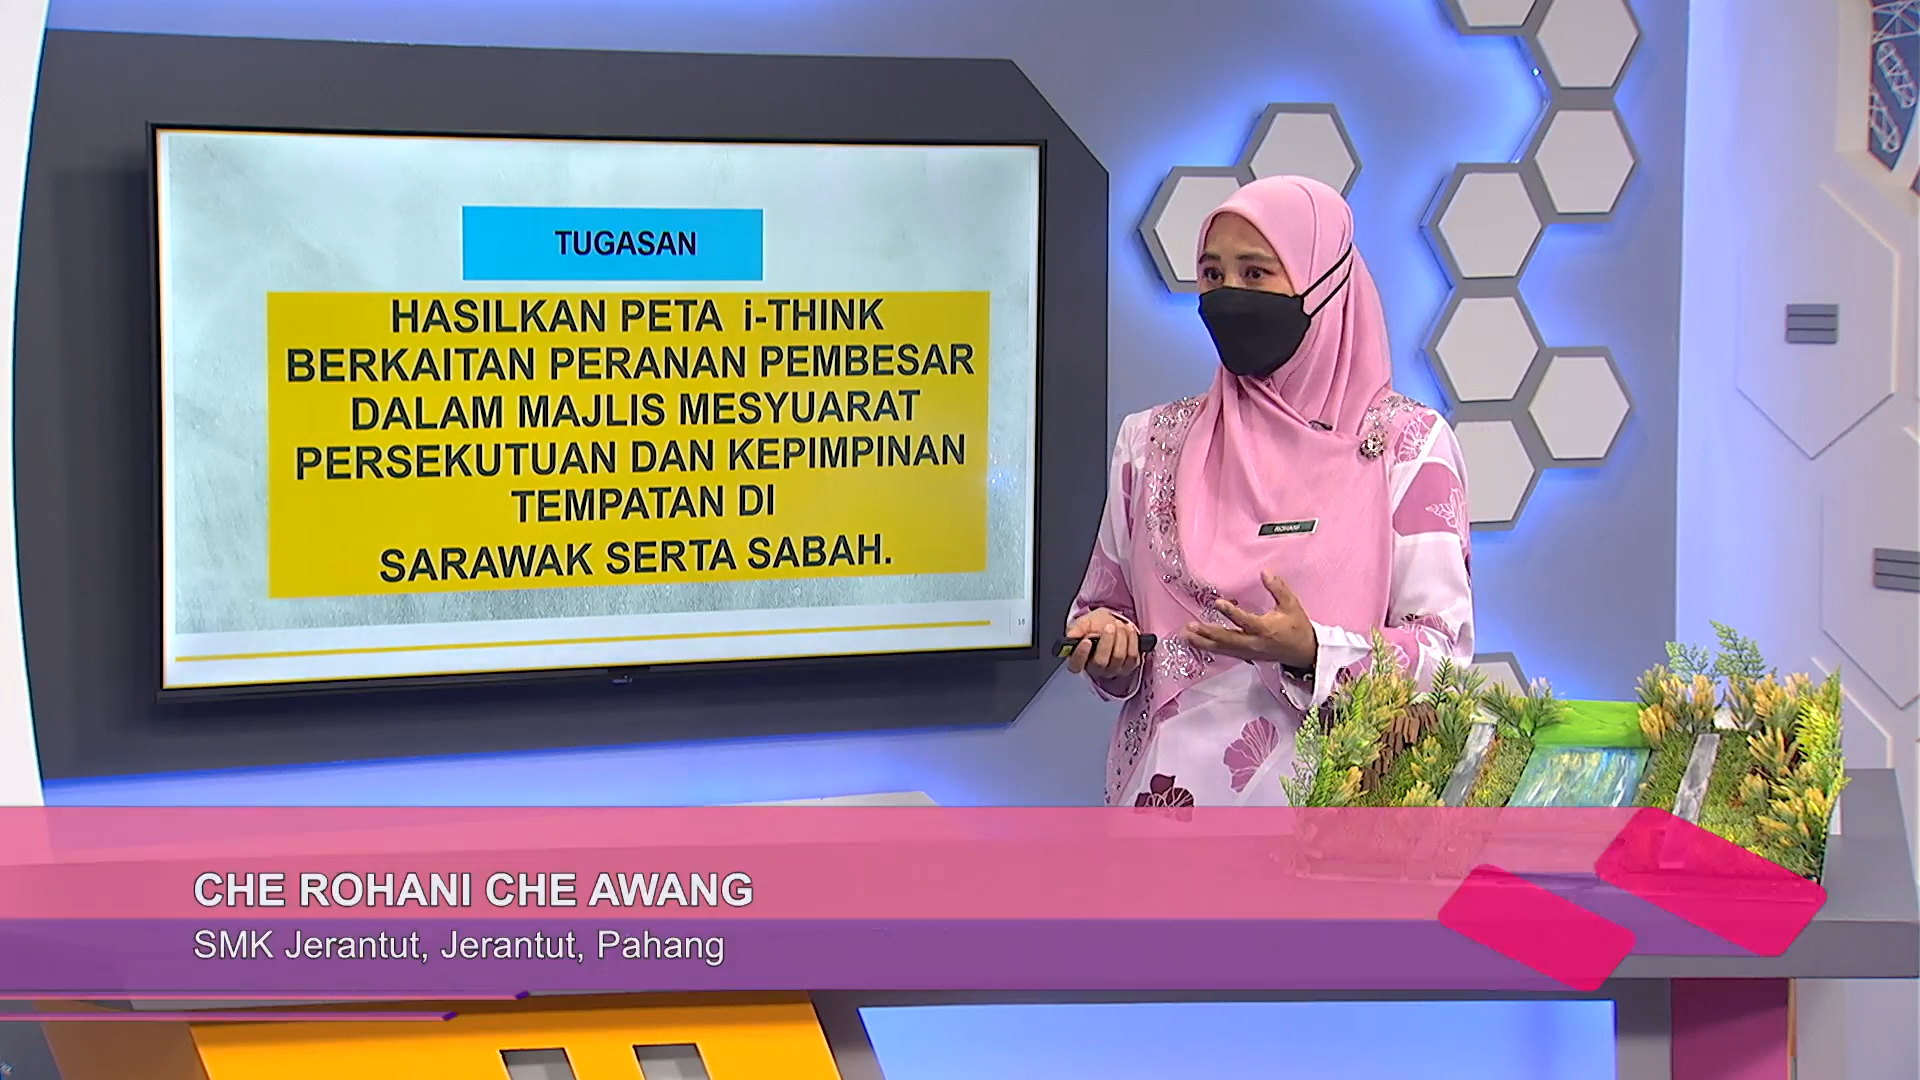 TUGASAN
HASILKAN PETA i-THINK
BERKAITAN PERANAN PEMBESAR
DALAM MAJLIS MESYUARAT
PERSEKUTUAN DAN KEPIMPINAN
TEMPATAN DI
SARAWAK SERTA SABAH.
ROHANI
CHE ROHANI CHE AWANG
SMK Jerantut, Jerantut, Pahang